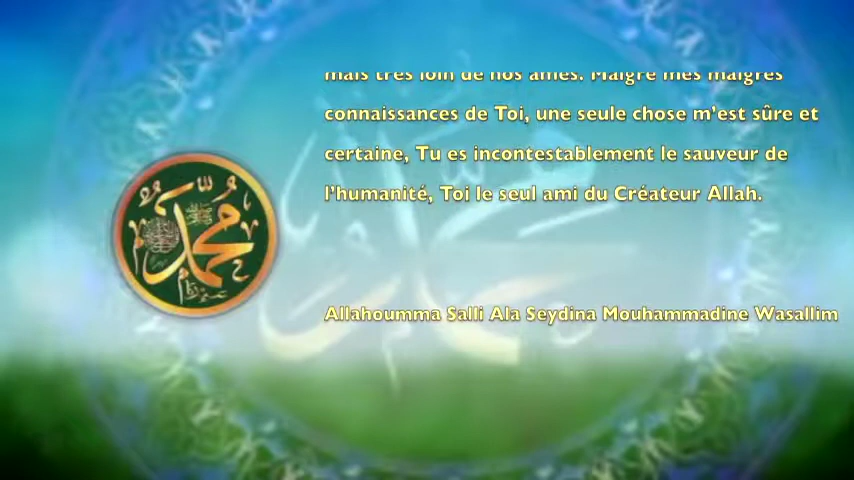 mais très loin de nos âmes. Malgré mes maigres
connaissances de Toi, une seule chose m'est sûre et
certaine, Tu es incontestablement le sauveur de
l'humanité, Toi le seul ami du Créateur Allah.
Allahoumma Salli Ala Seydina Mouhammadine Wasallim
محمد